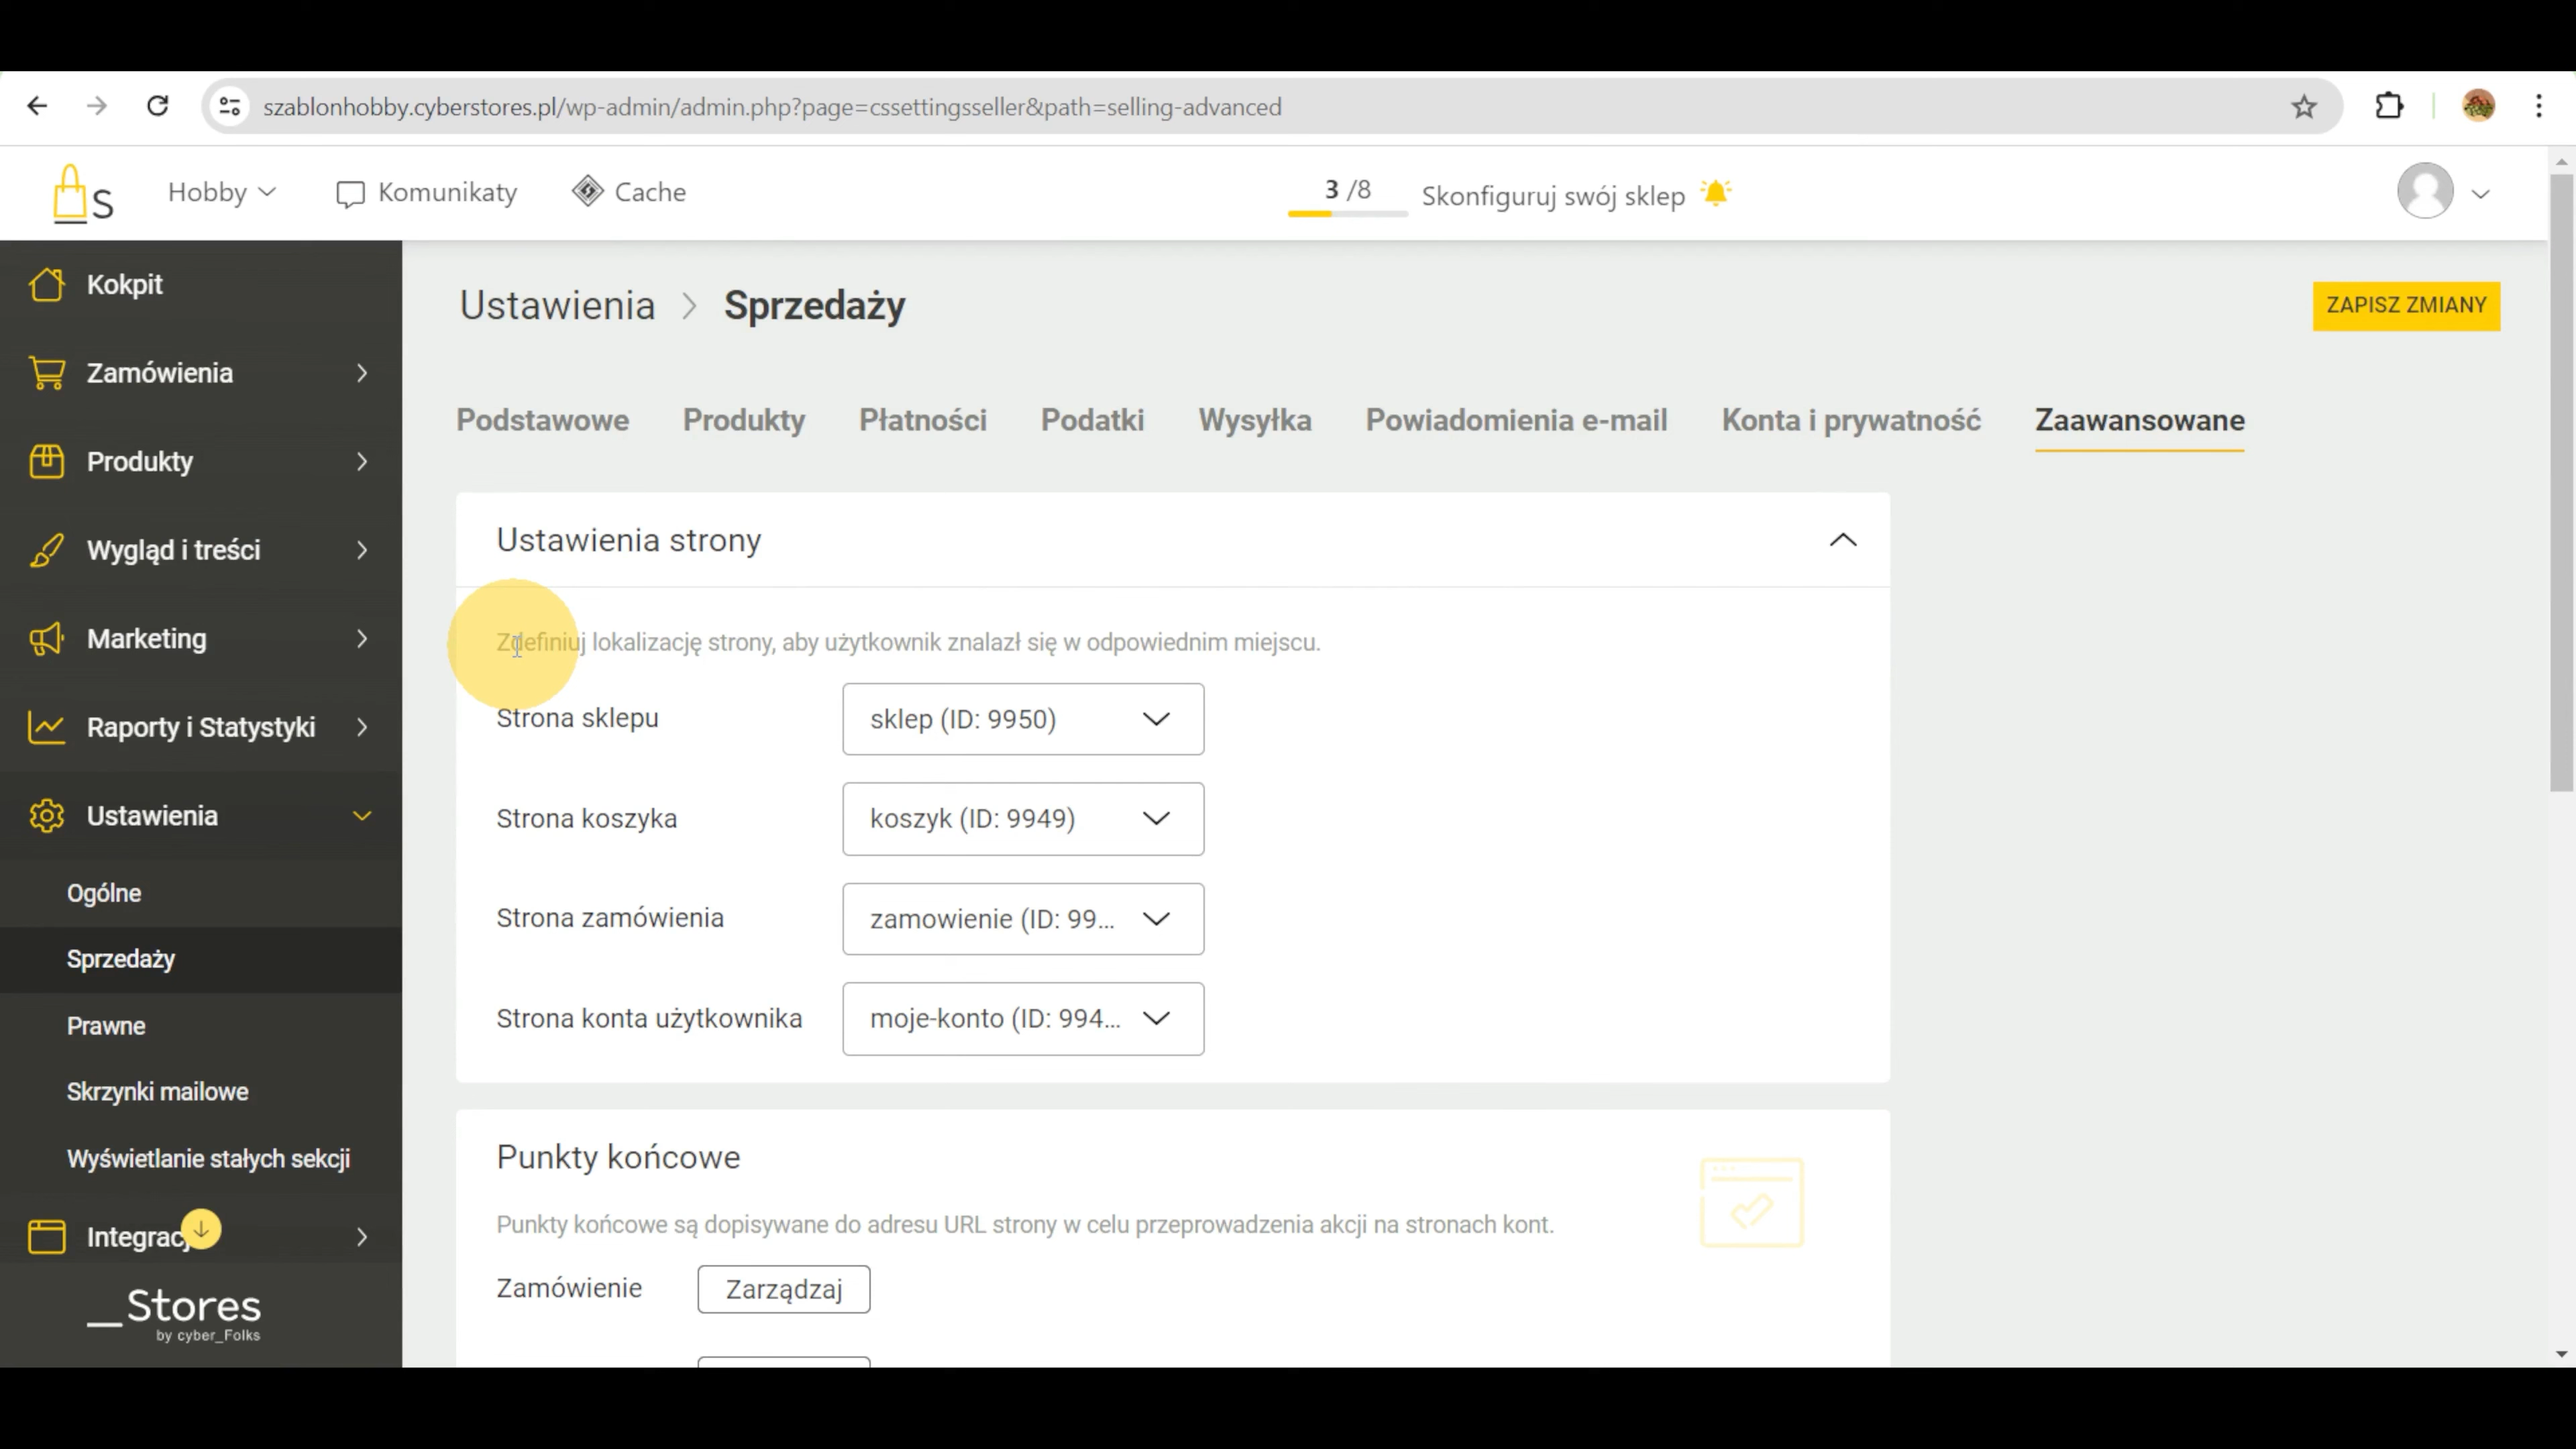 szablonhobby.cyberstores.pl/wp-admin/admin.php?page=cssettingsseller&path=selling-advanced
S
Hobby
Komunikaty
Cache
3 /8
Skonfiguruj swój sklep
Kokpit
Zamówienia
Produkty
Wygląd i treści
Marketing
Raporty i Statystyki
Ustawienia
Ogólne
Sprzedaży
Prawne
Skrzynki mailowe
Wyświetlanie stałych sekcji
Integracj
__Stores
by cyber_Folks
Ustawienia > Sprzedaży
ZAPISZ ZMIANY
Podstawowe Produkty Płatności Podatki Wysyłka Powiadomienia e-mail Konta i prywatność Zaawansowane
Ustawienia strony
Zdefiniuj lokalizację strony, aby użytkownik znalazł się w odpowiednim miejscu.
Strona sklepu sklep (ID: 9950)
Strona koszyka koszyk (ID: 9949)
Strona zamówienia zamowienie (ID: 99...
Strona konta użytkownika moje-konto (ID: 994...
Punkty końcowe
Punkty końcowe są dopisywane do adresu URL strony w celu przeprowadzenia akcji na stronach kont.
Zamówienie Zarządzaj